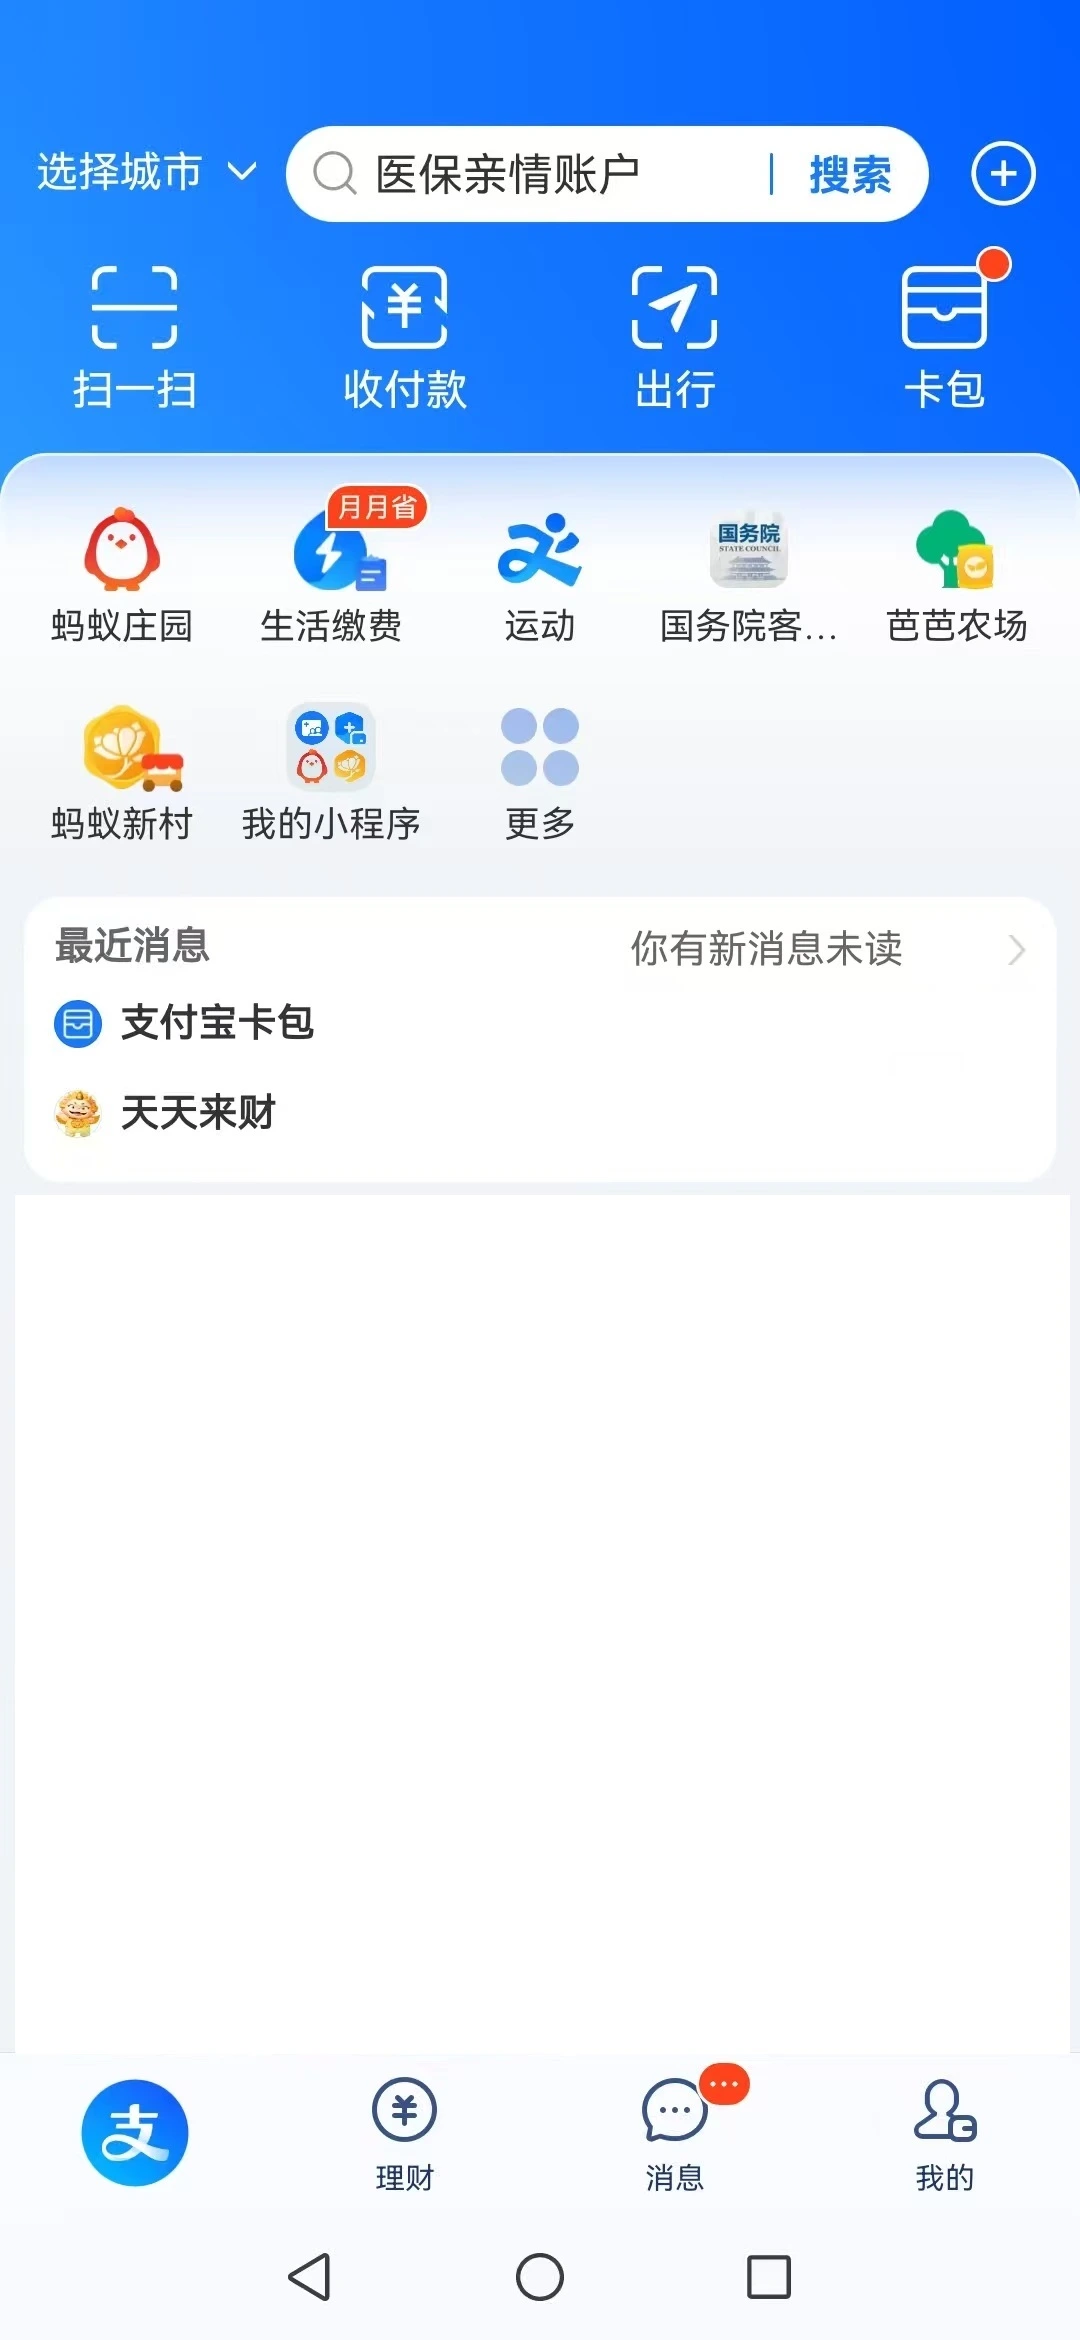 选择城市
医保亲情账户
搜索
扫一扫
收付款
出行
卡包
月月省
国务院
STATE COUNCIL
蚂蚁庄园
生活缴费
运动
国务院客...
芭芭农场
蚂蚁新村
我的小程序
更多
最近消息
你有新消息未读
支付宝卡包
天天来财
支
理财
消息
我的